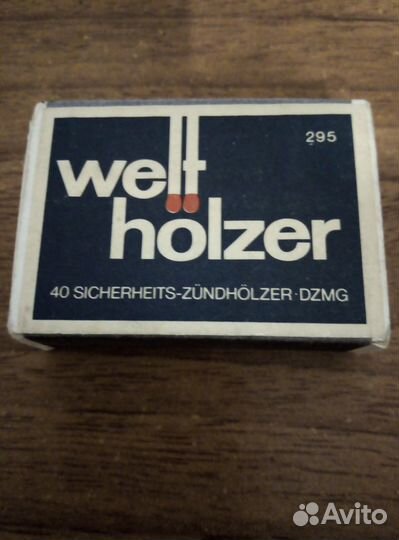 295
welt
hölzer
40 SICHERHEITS-ZÜNDHÖLZER·DZMG
Avito